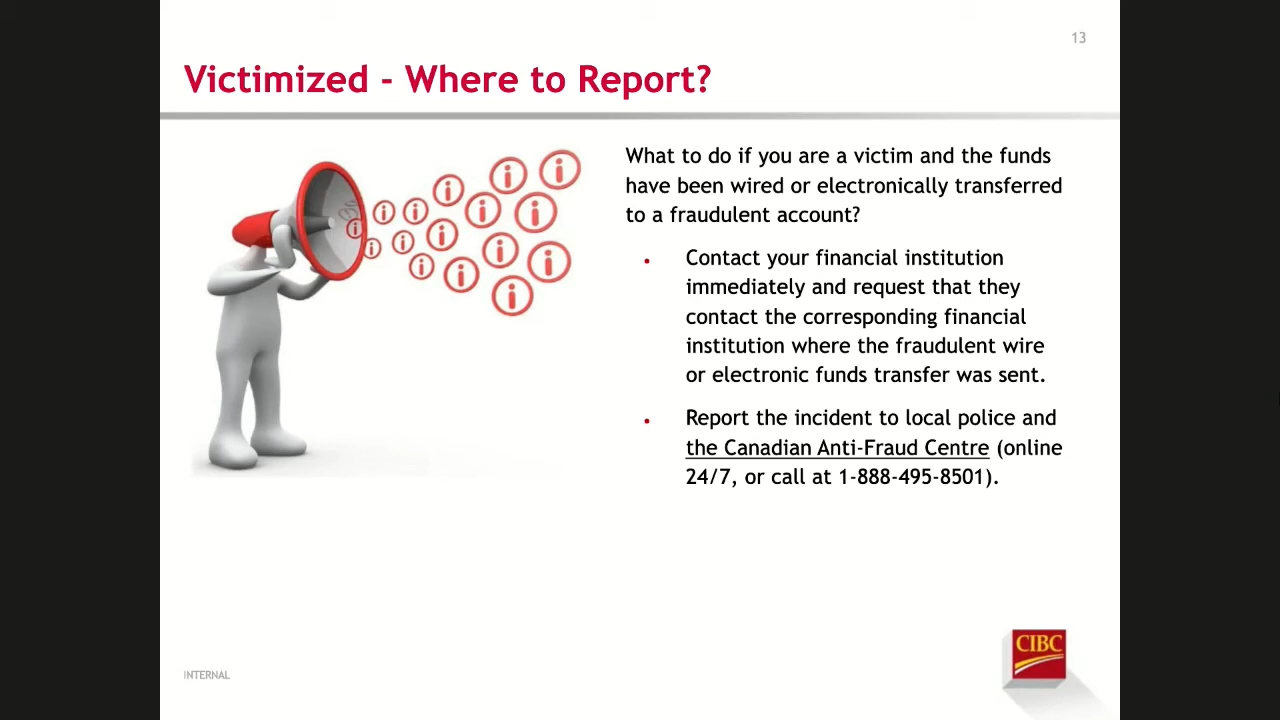 13
Victimized - Where to Report?
What to do if you are a victim and the funds
have been wired or electronically transferred
to a fraudulent account?
• Contact your financial institution
immediately and request that they
contact the corresponding financial
institution where the fraudulent wire
or electronic funds transfer was sent.
• Report the incident to local police and
the Canadian Anti-Fraud Centre (online
24/7, or call at 1-888-495-8501).
INTERNAL
CIBC